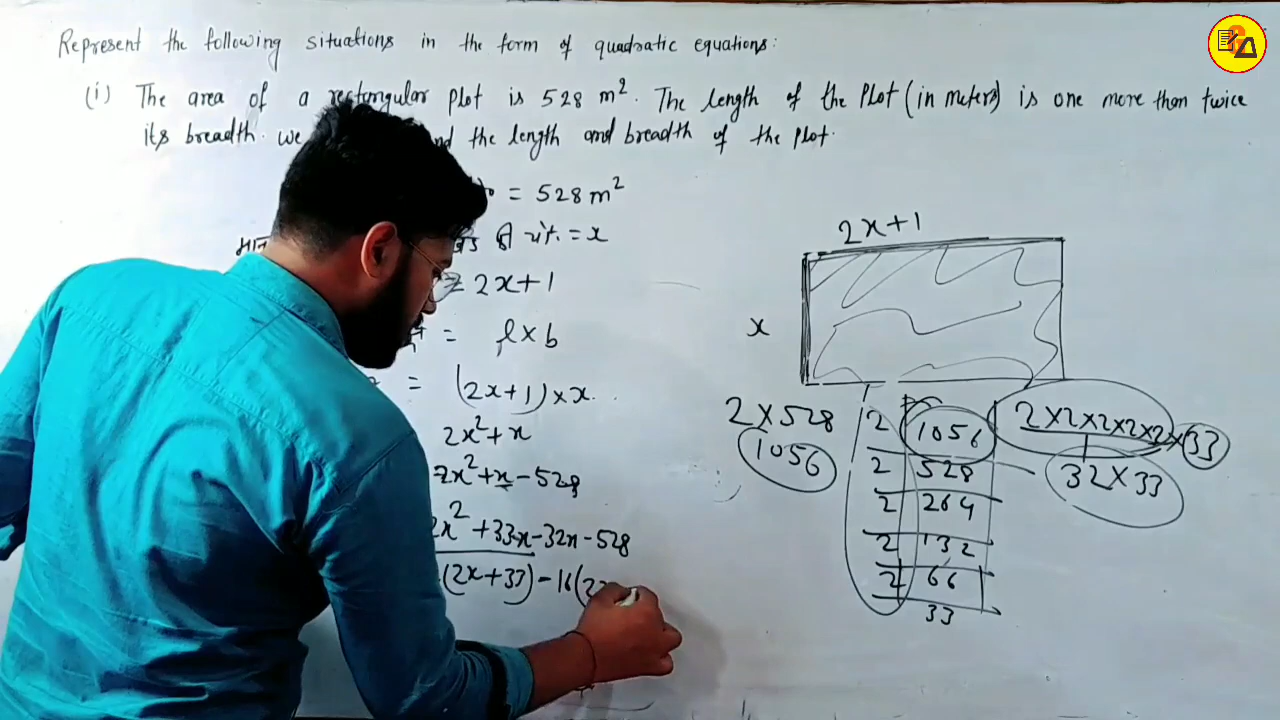 Represent the following situations in the form of quadratic equations:
(i) The area of a rectangular plot is 528 m². The length of the Plot (in meters) is one more than twice
its breadth. we nd the length and breadth of the plot.
= 528 m²
= x
= 2x+1
= l×b
= (2x+1)×x
2x²+x
2x²+x-528
2x²+33x-32x-528
(2x+33)-16(2
2x+1
x
2×528
1056
2 1056
2 528
2 264
2 132
2 66
33
2×2×2×2×2×33
32×33